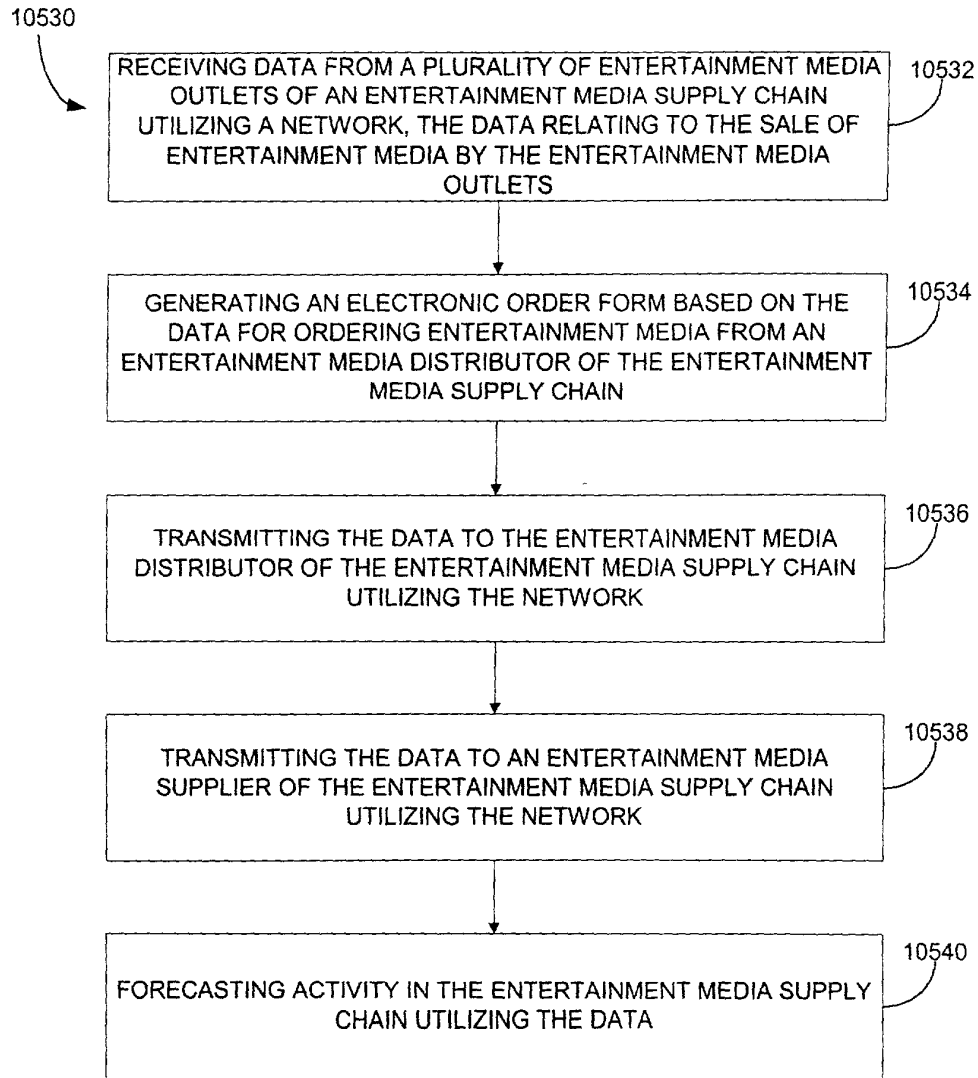 10530
RECEIVING DATA FROM A PLURALITY OF ENTERTAINMENT MEDIA
OUTLETS OF AN ENTERTAINMENT MEDIA SUPPLY CHAIN
UTILIZING A NETWORK, THE DATA RELATING TO THE SALE OF
ENTERTAINMENT MEDIA BY THE ENTERTAINMENT MEDIA
OUTLETS
10532
GENERATING AN ELECTRONIC ORDER FORM BASED ON THE
DATA FOR ORDERING ENTERTAINMENT MEDIA FROM AN
ENTERTAINMENT MEDIA DISTRIBUTOR OF THE ENTERTAINMENT
MEDIA SUPPLY CHAIN
10534
TRANSMITTING THE DATA TO THE ENTERTAINMENT MEDIA
DISTRIBUTOR OF THE ENTERTAINMENT MEDIA SUPPLY CHAIN
UTILIZING THE NETWORK
10536
TRANSMITTING THE DATA TO AN ENTERTAINMENT MEDIA
SUPPLIER OF THE ENTERTAINMENT MEDIA SUPPLY CHAIN
UTILIZING THE NETWORK
10538
FORECASTING ACTIVITY IN THE ENTERTAINMENT MEDIA SUPPLY
CHAIN UTILIZING THE DATA
10540